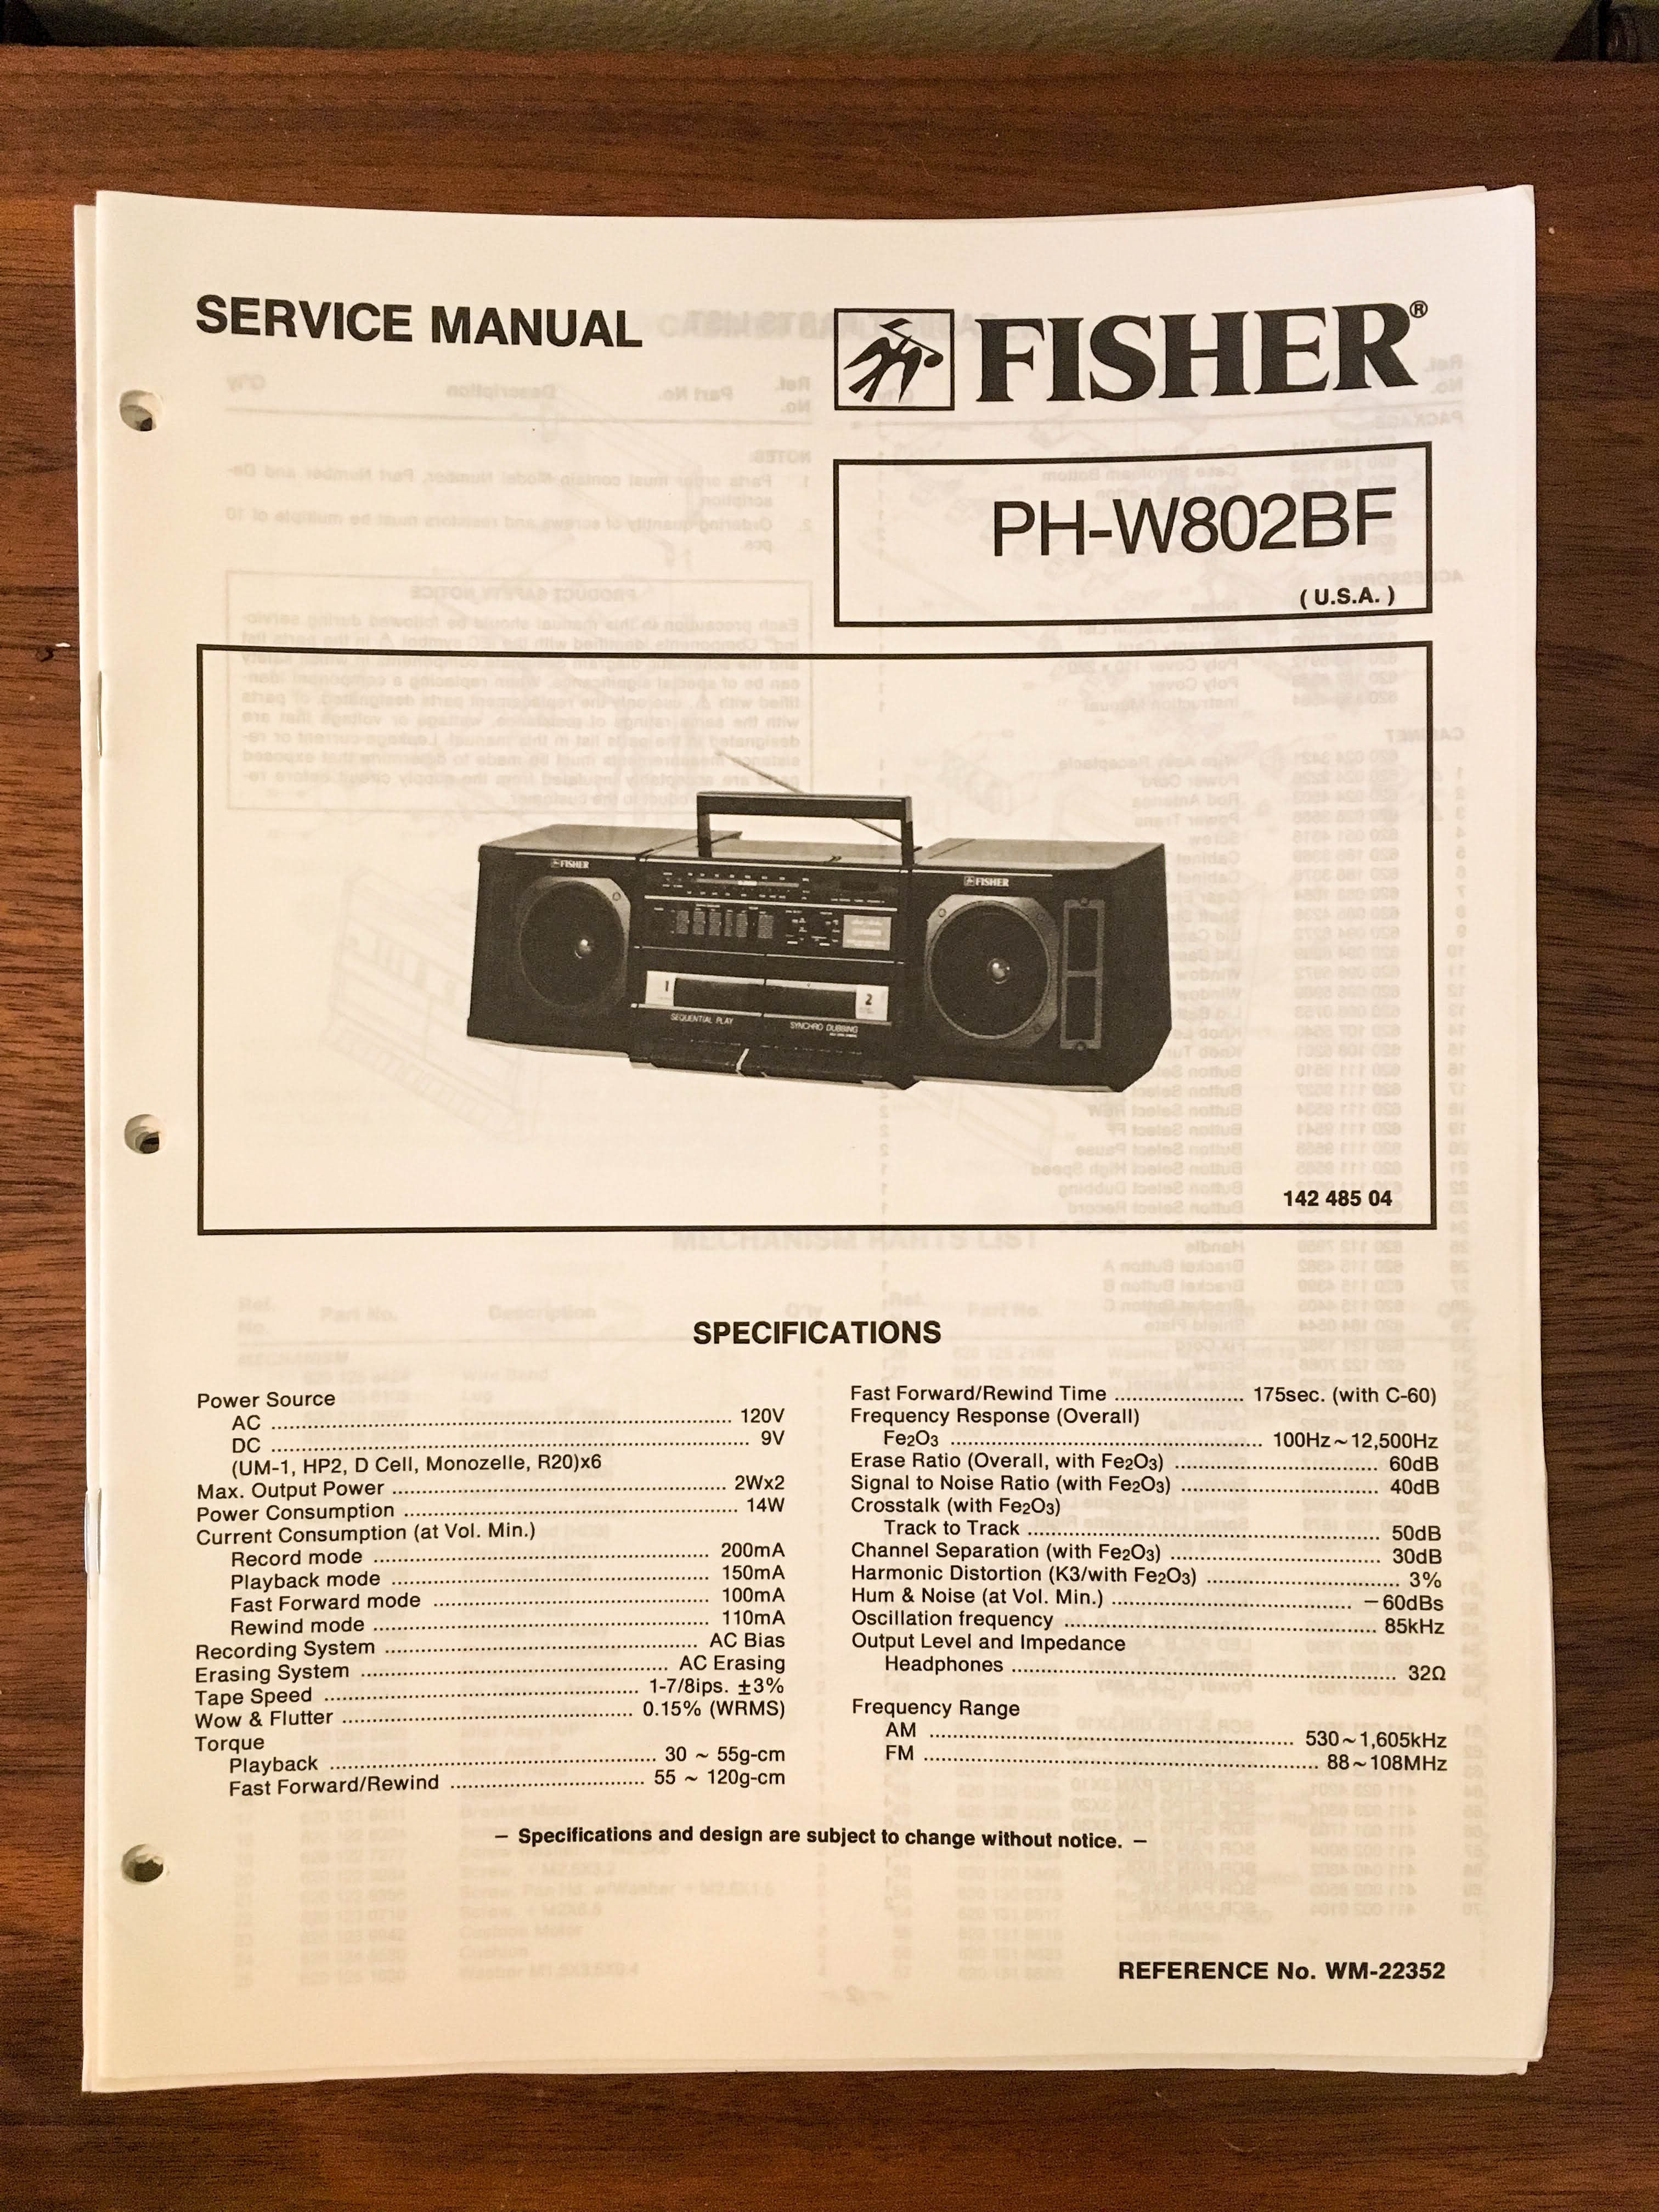 SERVICE MANUAL
FISHER®
PH-W802BF
( U.S.A. )
FISHER
FISHER
1
2
SEQUENTIAL PLAY
SYNCHRO DUBBING
142 485 04
SPECIFICATIONS
Power Source
AC ........ 120V
DC ........ 9V
(UM-1, HP2, D Cell, Monozelle, R20)x6
Max. Output Power ........ 2Wx2
Power Consumption ........ 14W
Current Consumption (at Vol. Min.)
Record mode ........ 200mA
Playback mode ........ 150mA
Fast Forward mode ........ 100mA
Rewind mode ........ 110mA
Recording System ........ AC Bias
Erasing System ........ AC Erasing
Tape Speed ........ 1-7/8ips. ±3%
Wow & Flutter ........ 0.15% (WRMS)
Torque
Playback ........ 30 ~ 55g-cm
Fast Forward/Rewind ........ 55 ~ 120g-cm
Fast Forward/Rewind Time ........ 175sec. (with C-60)
Frequency Response (Overall)
Fe2O3 ........ 100Hz~12,500Hz
Erase Ratio (Overall, with Fe2O3) ........ 60dB
Signal to Noise Ratio (with Fe2O3) ........ 40dB
Crosstalk (with Fe2O3)
Track to Track ........ 50dB
Channel Separation (with Fe2O3) ........ 30dB
Harmonic Distortion (K3/with Fe2O3) ........ 3%
Hum & Noise (at Vol. Min.) ........ −60dBs
Oscillation frequency ........ 85kHz
Output Level and Impedance
Headphones ........ 32Ω
Frequency Range
AM ........ 530~1,605kHz
FM ........ 88~108MHz
– Specifications and design are subject to change without notice. –
REFERENCE No. WM-22352